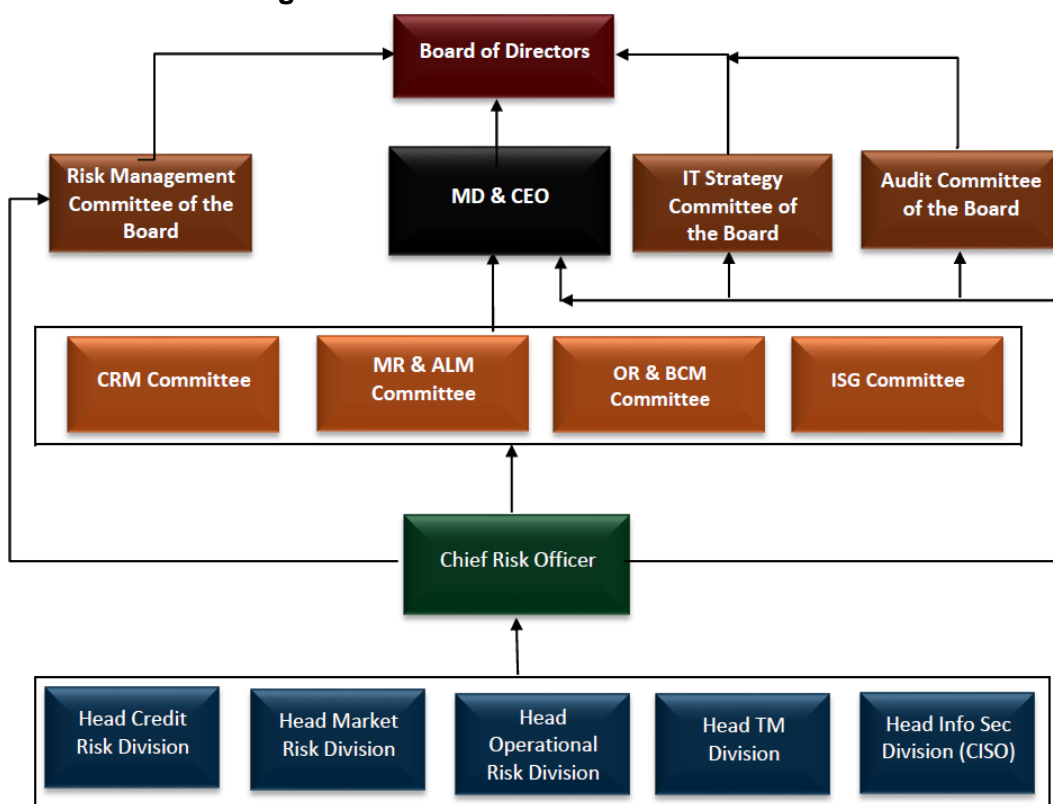 Board of Directors
Risk Management
Committee of the
Board
MD & CEO
IT Strategy
Committee of
the Board
Audit Committee
of the Board
CRM Committee
MR & ALM
Committee
OR & BCM
Committee
ISG Committee
Chief Risk Officer
Head Credit
Risk Division
Head Market
Risk Division
Head
Operational
Risk Division
Head TM
Division
Head Info Sec
Division (CISO)